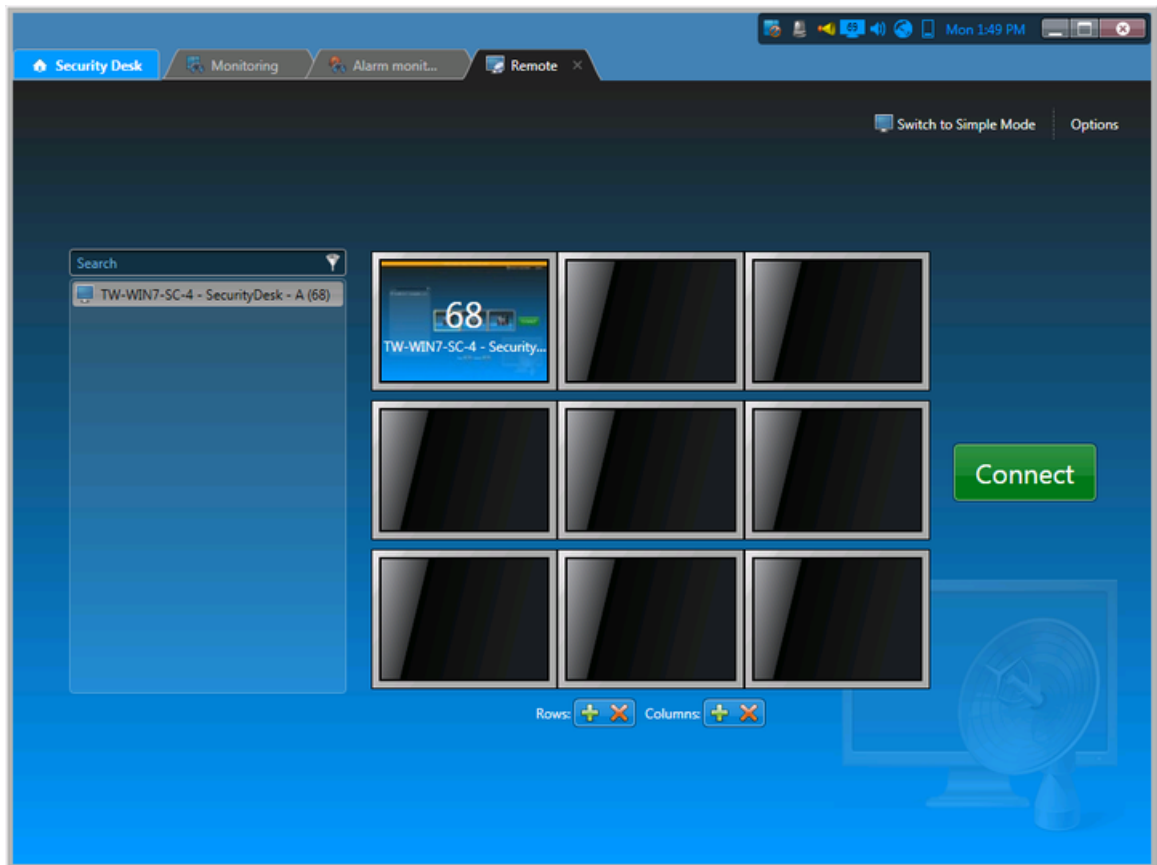 69
Mon 1:49 PM
Security Desk
Monitoring
Alarm monit...
Remote
Switch to Simple Mode
Options
Search
TW-WIN7-SC-4 - SecurityDesk - A (68)
68
TW-WIN7-SC-4 - Security...
Connect
Rows:
Columns: